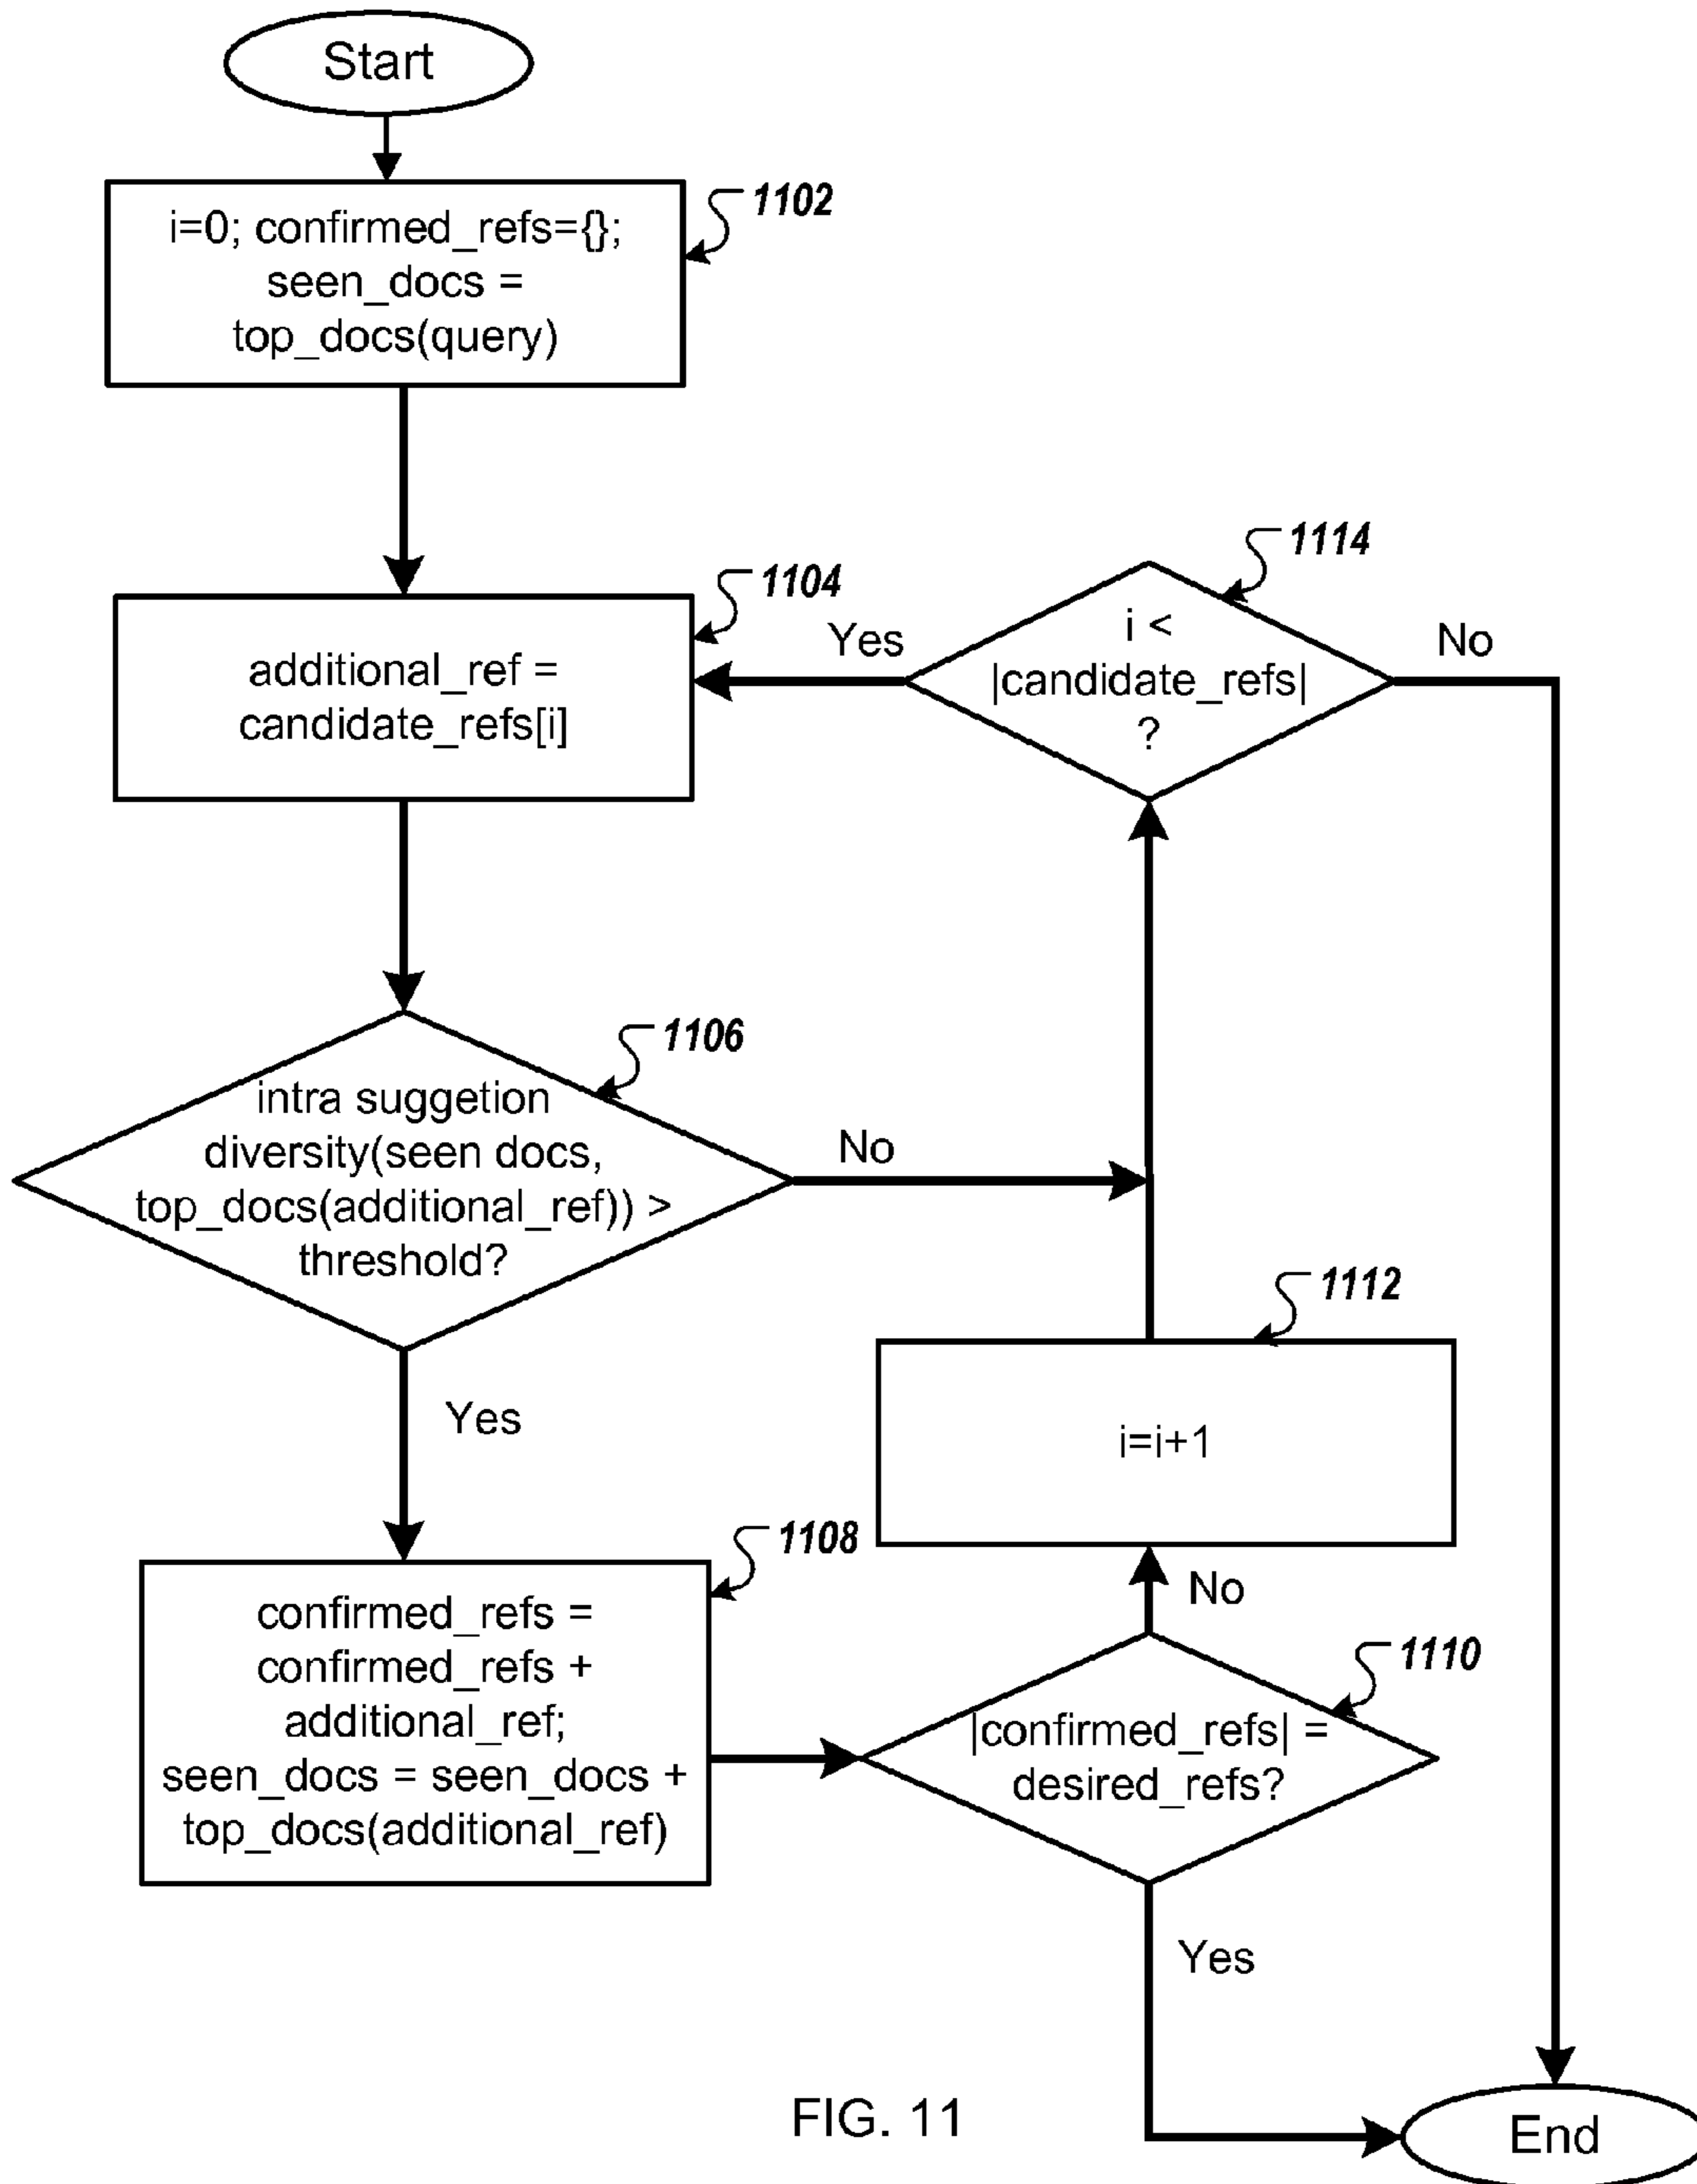 Start
1102
i=0; confirmed_refs={};
seen_docs =
top_docs(query)
1104
additional_ref =
candidate_refs[i]
1114
i <
|candidate_refs|
?
Yes
No
1106
intra suggetion
diversity(seen docs,
top_docs(additional_ref)) >
threshold?
No
Yes
1112
i=i+1
1108
confirmed_refs =
confirmed_refs +
additional_ref;
seen_docs = seen_docs +
top_docs(additional_ref)
No
1110
|confirmed_refs| =
desired_refs?
Yes
End
FIG. 11